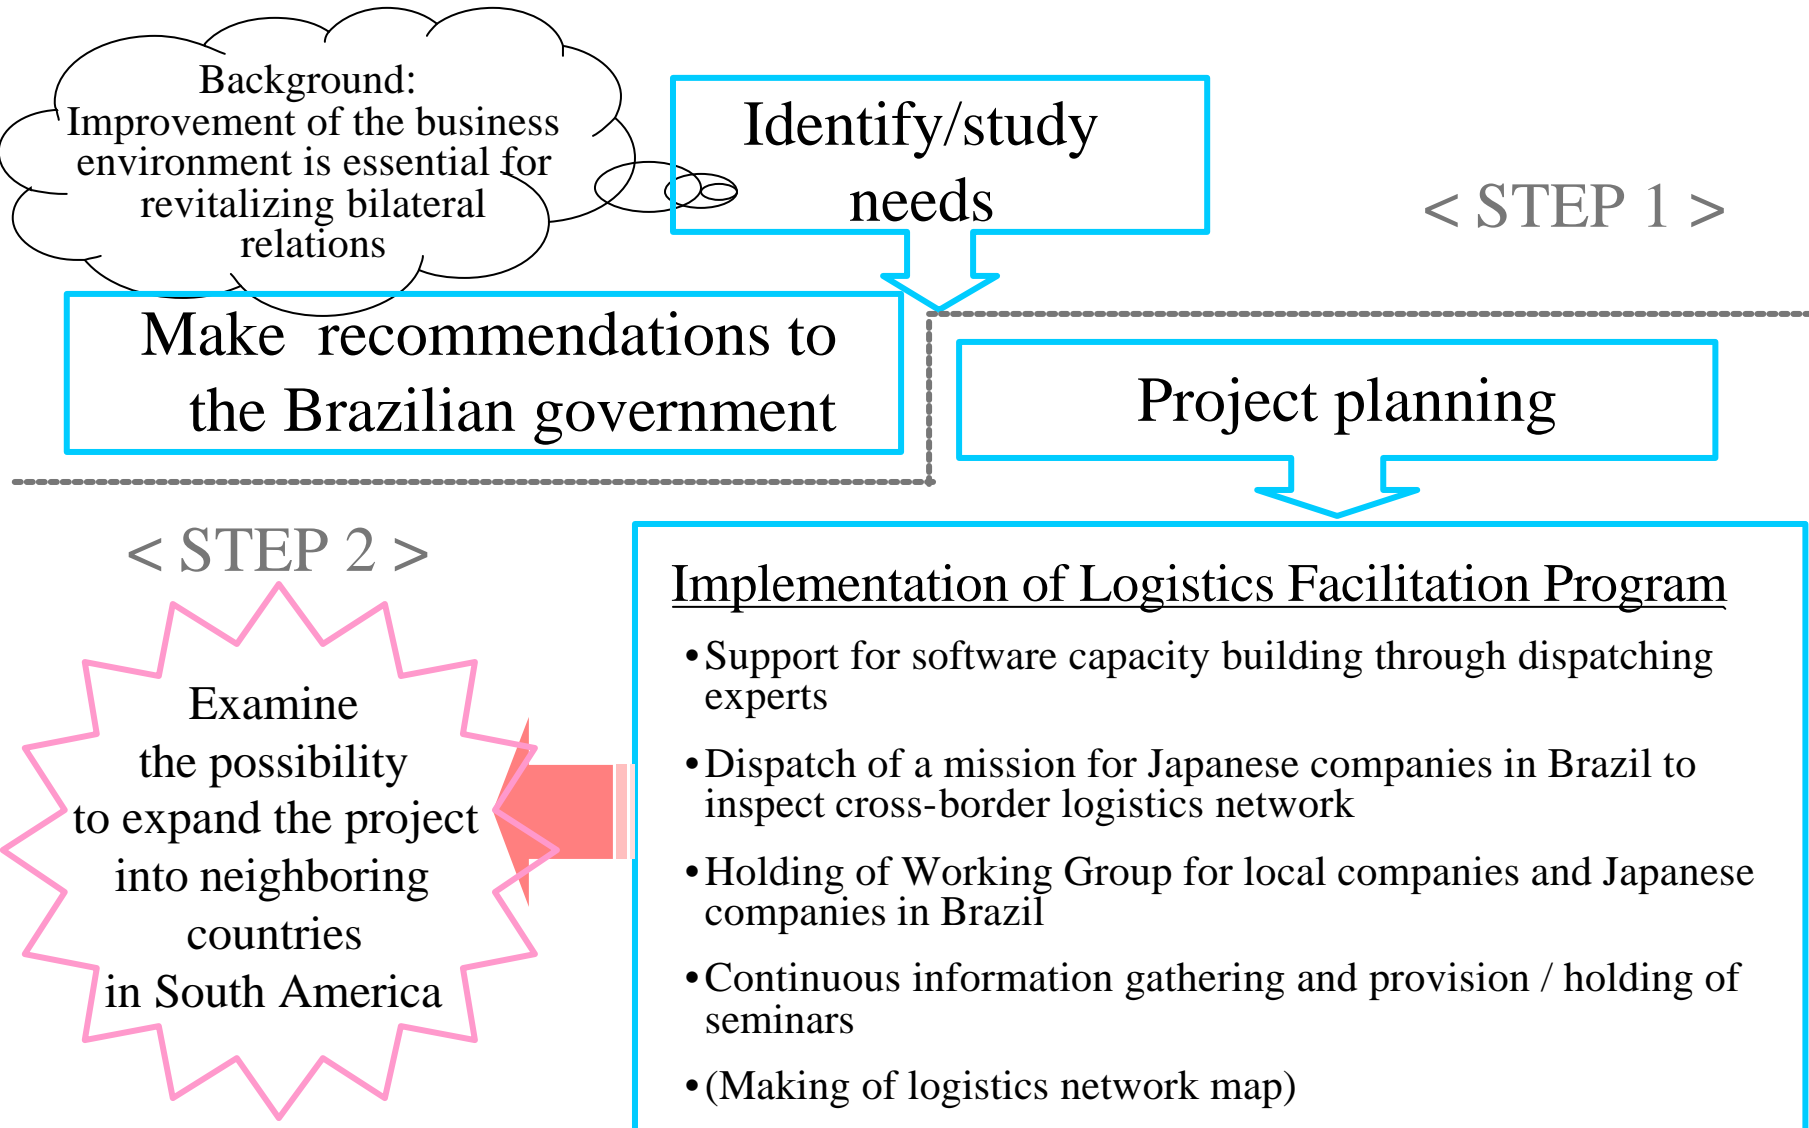 Background:
Improvement of the business
environment is essential for
revitalizing bilateral
relations
Identify/study
needs
< STEP 1 >
Make recommendations to
the Brazilian government
Project planning
< STEP 2 >
Examine
the possibility
to expand the project
into neighboring
countries
in South America
Implementation of Logistics Facilitation Program
•Support for software capacity building through dispatching
experts
•Dispatch of a mission for Japanese companies in Brazil to
inspect cross-border logistics network
•Holding of Working Group for local companies and Japanese
companies in Brazil
•Continuous information gathering and provision / holding of
seminars
•(Making of logistics network map)